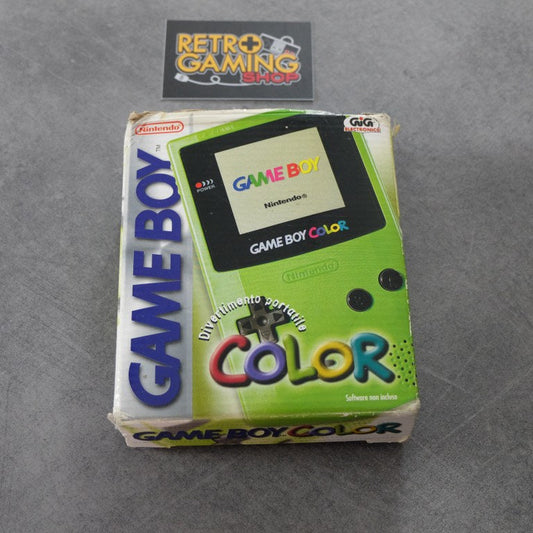 RETRO
GAMING
SHOP
Nintendo
GiG
ELECTRONICS
GAME BOY™
POWER
GAME BOY
Nintendo®
GAME BOY COLOR
Nintendo
Divertimento portatile
COLOR
Software non incluso
GAME BOY COLOR